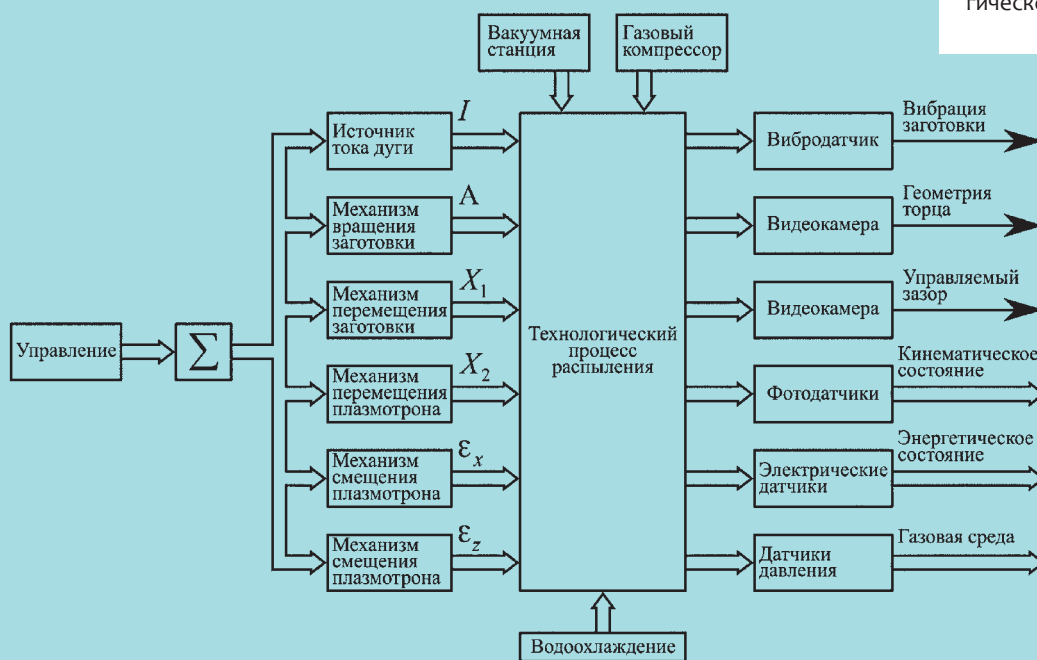 гическо
Вакуумная
станция
Газовый
компрессор
Управление
Σ
Источник
тока дуги
I
Механизм
вращения
заготовки
A
Механизм
перемещения
заготовки
X₁
Механизм
перемещения
плазмотрона
X₂
Механизм
смещения
плазмотрона
εₓ
Механизм
смещения
плазмотрона
ε_z
Технологический
процесс
распыления
Водоохлаждение
Вибродатчик
Вибрация
заготовки
Видеокамера
Геометрия
торца
Видеокамера
Управляемый
зазор
Фотодатчики
Кинематическое
состояние
Электрические
датчики
Энергетическое
состояние
Датчики
давления
Газовая среда